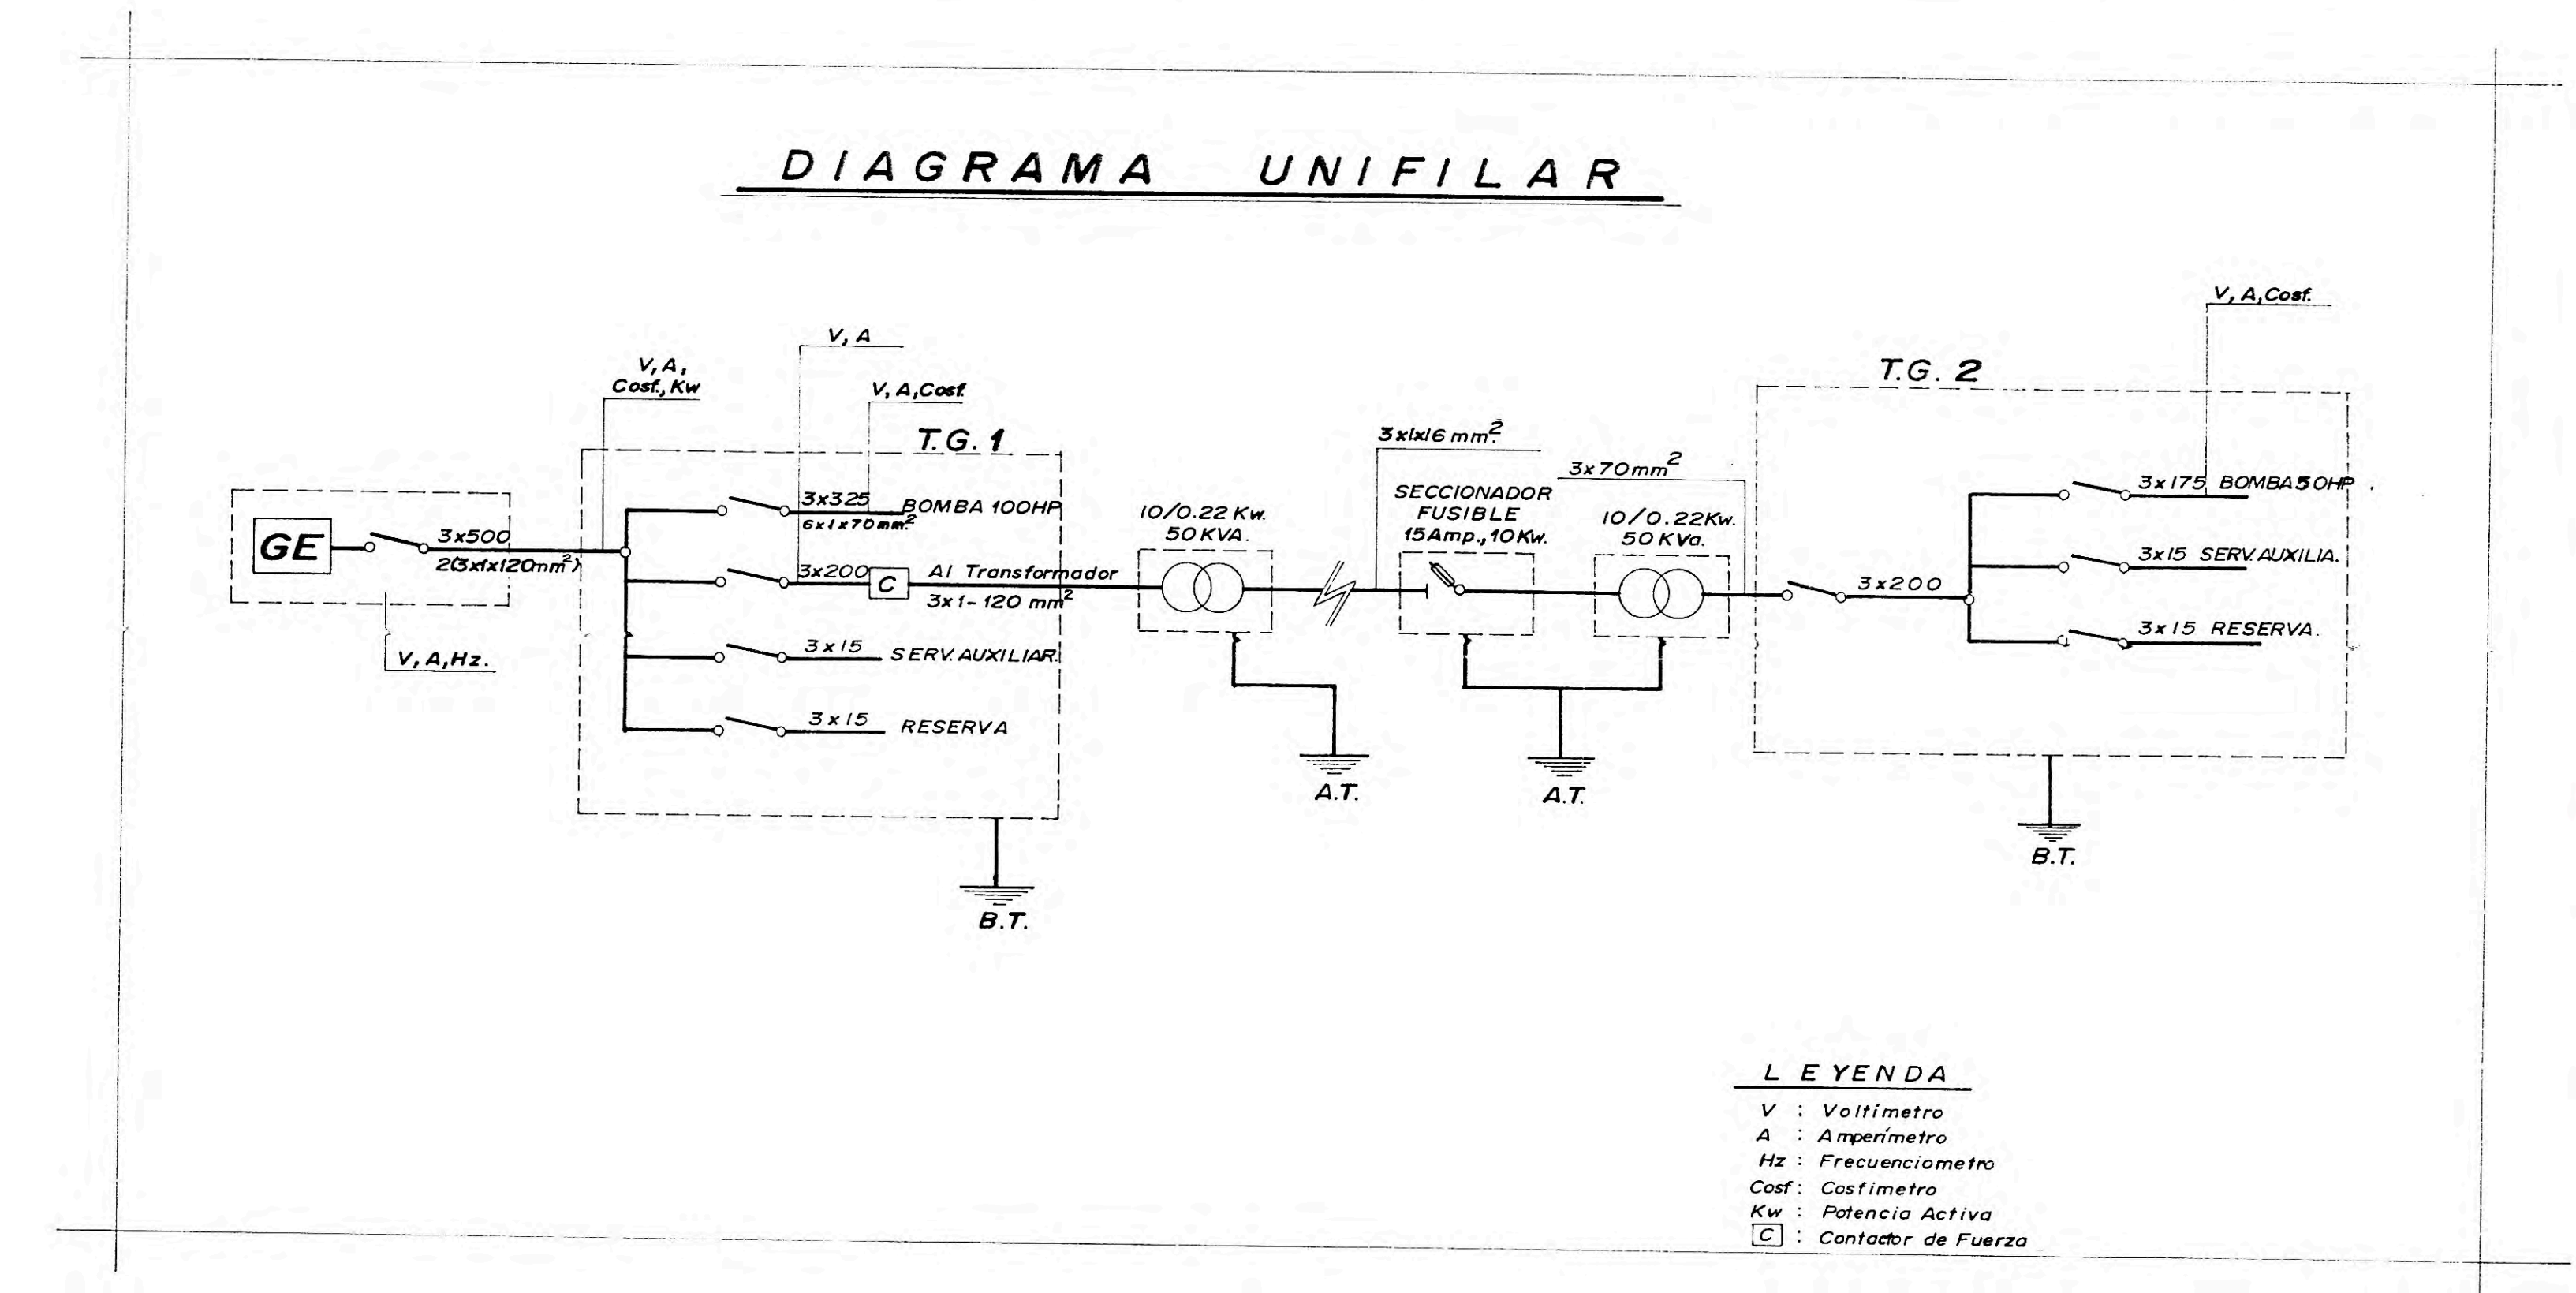 DIAGRAMA UNIFILAR
V, A, Cosf.
V, A
V, A,
Cosf., Kw
V, A, Cosf.
T.G. 2
T.G. 1
3x1x16 mm².
3x70mm²
GE
3x500
2(3x1x120mm²)
V, A, Hz.
3x325
BOMBA 100HP
6x1x70mm²
3x200
C
Al Transformador
3x1-120 mm²
3x15
SERV. AUXILIAR.
3x15
RESERVA
10/0.22 Kw.
50 KVA.
SECCIONADOR
FUSIBLE
15Amp., 10Kw.
10/0.22Kw.
50 KVa.
3x200
3x175 BOMBA 50HP.
3x15 SERV. AUXILIA.
3x15 RESERVA.
A.T.
A.T.
B.T.
B.T.
LEYENDA
V : Voltímetro
A : Amperímetro
Hz : Frecuenciometro
Cosf : Cosfimetro
Kw : Potencia Activa
C : Contactor de Fuerza